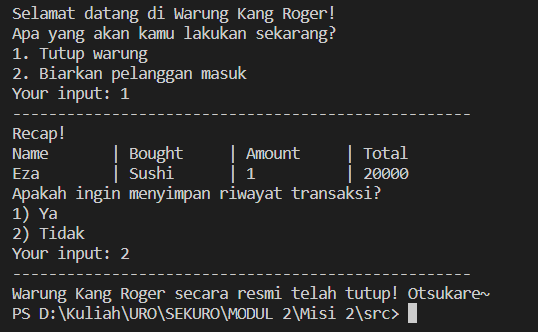 Selamat datang di Warung Kang Roger!
Apa yang akan kamu lakukan sekarang?
1. Tutup warung
2. Biarkan pelanggan masuk
Your input: 1
--------------------------------------------------
Recap!
Name       | Bought     | Amount     | Total
Eza        | Sushi      | 1          | 20000
Apakah ingin menyimpan riwayat transaksi?
1) Ya
2) Tidak
Your input: 2
--------------------------------------------------
Warung Kang Roger secara resmi telah tutup! Otsukare~
PS D:\Kuliah\URO\SEKURO\MODUL 2\Misi 2\src>